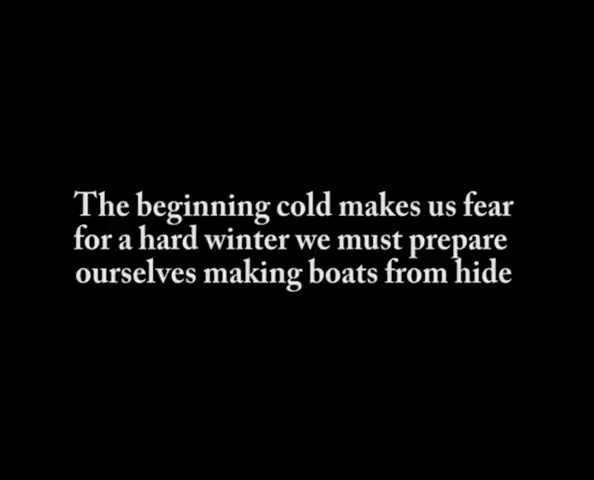 The beginning cold makes us fear
for a hard winter we must prepare
ourselves making boats from hide